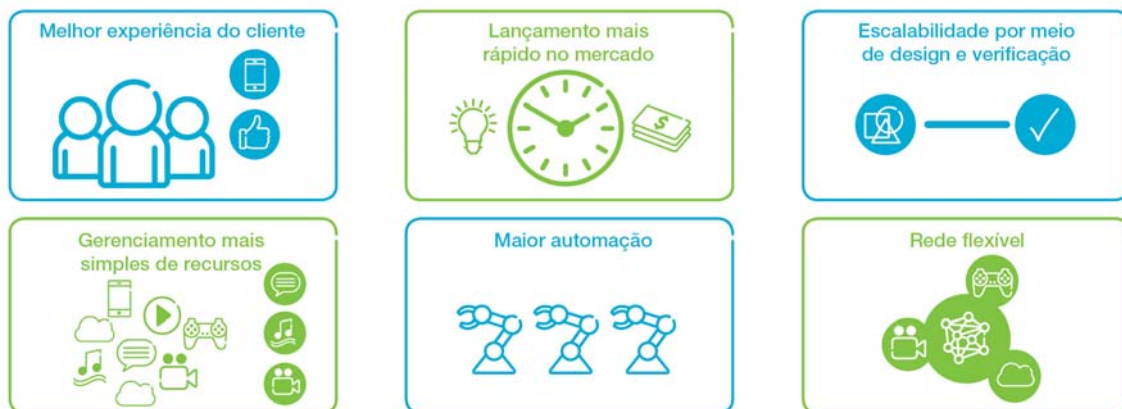 Melhor experiência do cliente
Lançamento mais
rápido no mercado
Escalabilidade por meio
de design e verificação
$
Gerenciamento mais
simples de recursos
Maior automação
Rede flexível